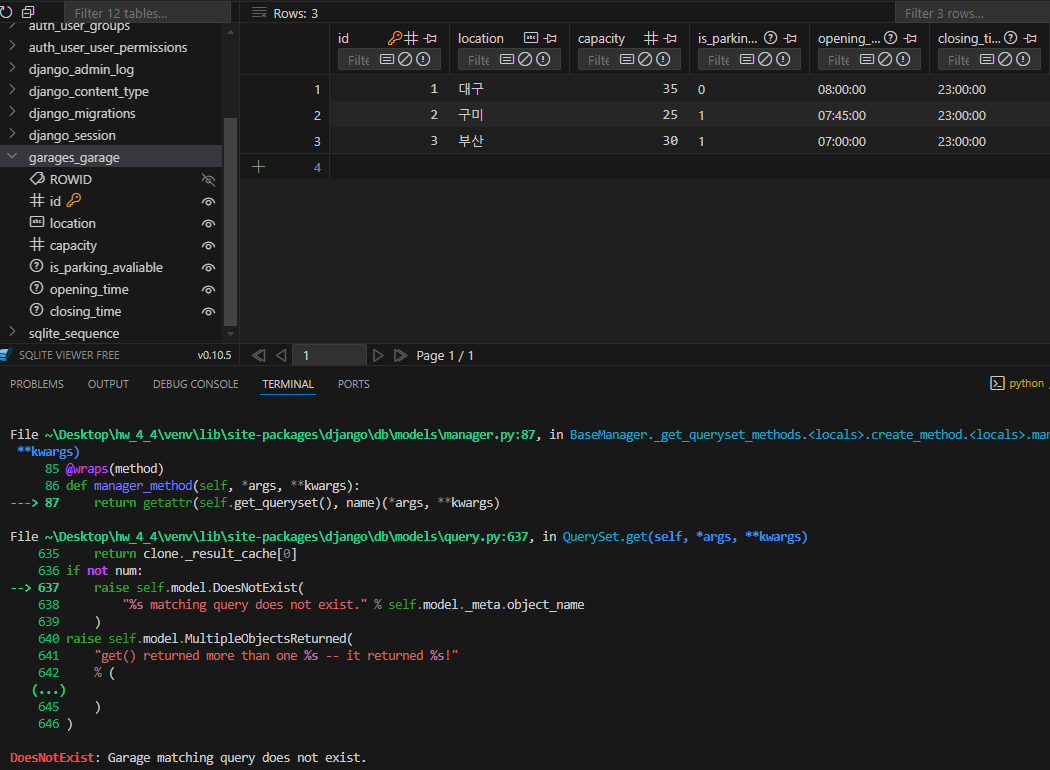 Filter 12 tables...
Rows: 3
Filter 3 rows...
auth_user_groups
auth_user_user_permissions
django_admin_log
django_content_type
django_migrations
django_session
garages_garage
ROWID
id
location
capacity
is_parking_avaliable
opening_time
closing_time
sqlite_sequence
SQLITE VIEWER FREE v0.10.5
id location capacity is_parkin... opening_... closing_ti...
Filte Filte Filte Filte Filte Filte
1 1 대구 35 0 08:00:00 23:00:00
2 2 구미 25 1 07:45:00 23:00:00
3 3 부산 30 1 07:00:00 23:00:00
+ 4
1 Page 1 / 1
PROBLEMS OUTPUT DEBUG CONSOLE TERMINAL PORTS python
File ~\Desktop\hw_4_4\venv\lib\site-packages\django\db\models\manager.py:87, in BaseManager._get_queryset_methods.<locals>.create_method.<locals>.man
**kwargs)
85 @wraps(method)
86 def manager_method(self, *args, **kwargs):
---> 87 return getattr(self.get_queryset(), name)(*args, **kwargs)
File ~\Desktop\hw_4_4\venv\lib\site-packages\django\db\models\query.py:637, in QuerySet.get(self, *args, **kwargs)
635 return clone._result_cache[0]
636 if not num:
--> 637 raise self.model.DoesNotExist(
638 "%s matching query does not exist." % self.model._meta.object_name
639 )
640 raise self.model.MultipleObjectsReturned(
641 "get() returned more than one %s -- it returned %s!"
642 % (
(...)
645 )
646 )
DoesNotExist: Garage matching query does not exist.